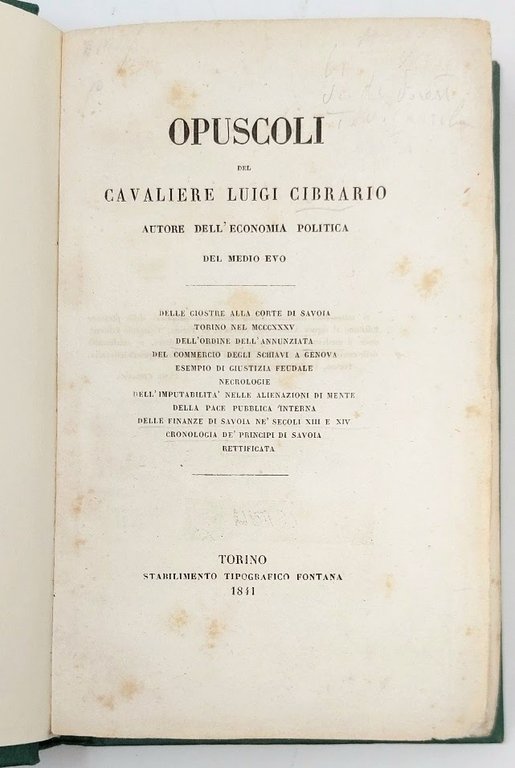 OPUSCOLI
DEL
CAVALIERE LUIGI CIBRARIO
AUTORE DELL'ECONOMIA POLITICA
DEL MEDIO EVO
DELLE GIOSTRE ALLA CORTE DI SAVOIA
TORINO NEL MCCCXXXV
DELL'ORDINE DELL'ANNUNZIATA
DEL COMMERCIO DEGLI SCHIAVI A GENOVA
ESEMPIO DI GIUSTIZIA FEUDALE
NECROLOGIE
DELL'IMPUTABILITA' NELLE ALIENAZIONI DI MENTE
DELLA PACE PUBBLICA INTERNA
DELLE FINANZE DI SAVOIA NE' SECOLI XIII E XIV
CRONOLOGIA DE' PRINCIPI DI SAVOIA
RETTIFICATA
TORINO
STABILIMENTO TIPOGRAFICO FONTANA
1841